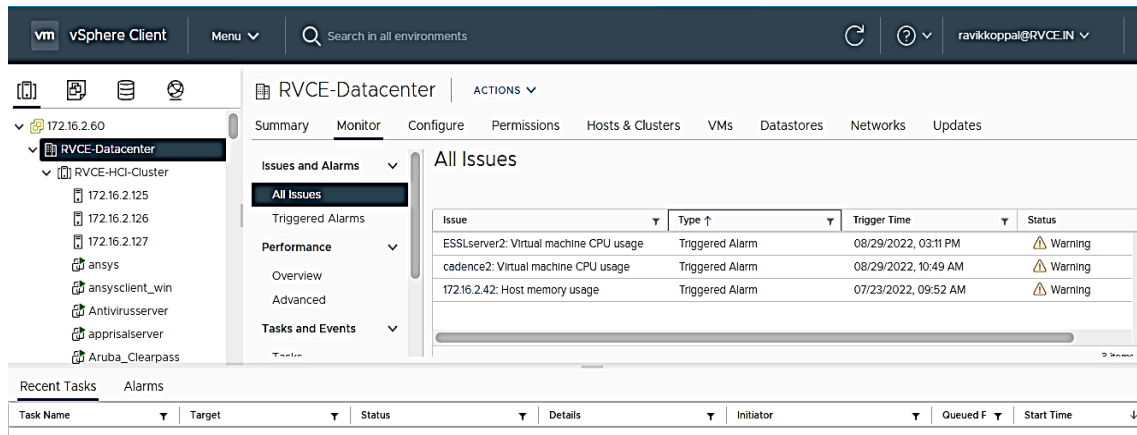 vm vSphere Client Menu Search in all environments ravikkoppal@RVCE.IN
RVCE-Datacenter ACTIONS
Summary Monitor Configure Permissions Hosts & Clusters VMs Datastores Networks Updates
172.16.2.60
RVCE-Datacenter
RVCE-HCI-Cluster
172.16.2.125
172.16.2.126
172.16.2.127
ansys
ansysclient_win
Antivirusserver
apprisalserver
Aruba_Clearpass
Issues and Alarms
All Issues
Triggered Alarms
Performance
Overview
Advanced
Tasks and Events
Tasks
All Issues
Issue Type ↑ Trigger Time Status
ESSLserver2: Virtual machine CPU usage Triggered Alarm 08/29/2022, 03:11 PM Warning
cadence2: Virtual machine CPU usage Triggered Alarm 08/29/2022, 10:49 AM Warning
172.16.2.42: Host memory usage Triggered Alarm 07/23/2022, 09:52 AM Warning
3 items
Recent Tasks Alarms
Task Name Target Status Details Initiator Queued F Start Time ↓